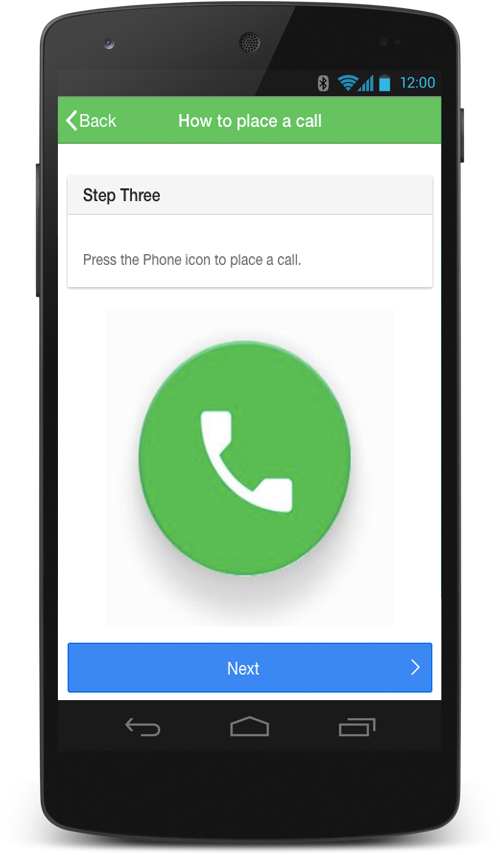 12:00
Back
How to place a call
Step Three
Press the Phone icon to place a call.
Next